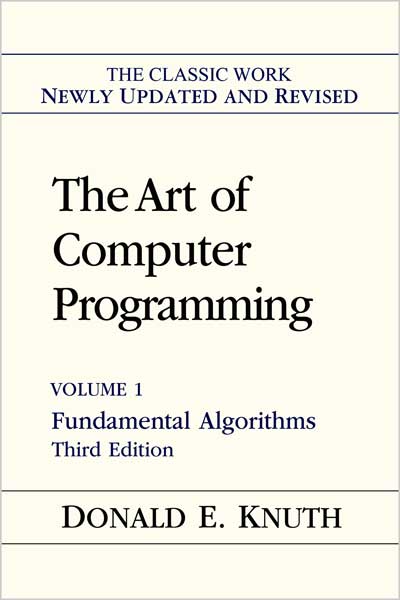 THE CLASSIC WORK
NEWLY UPDATED AND REVISED
The Art of
Computer
Programming
VOLUME 1
Fundamental Algorithms
Third Edition
DONALD E. KNUTH